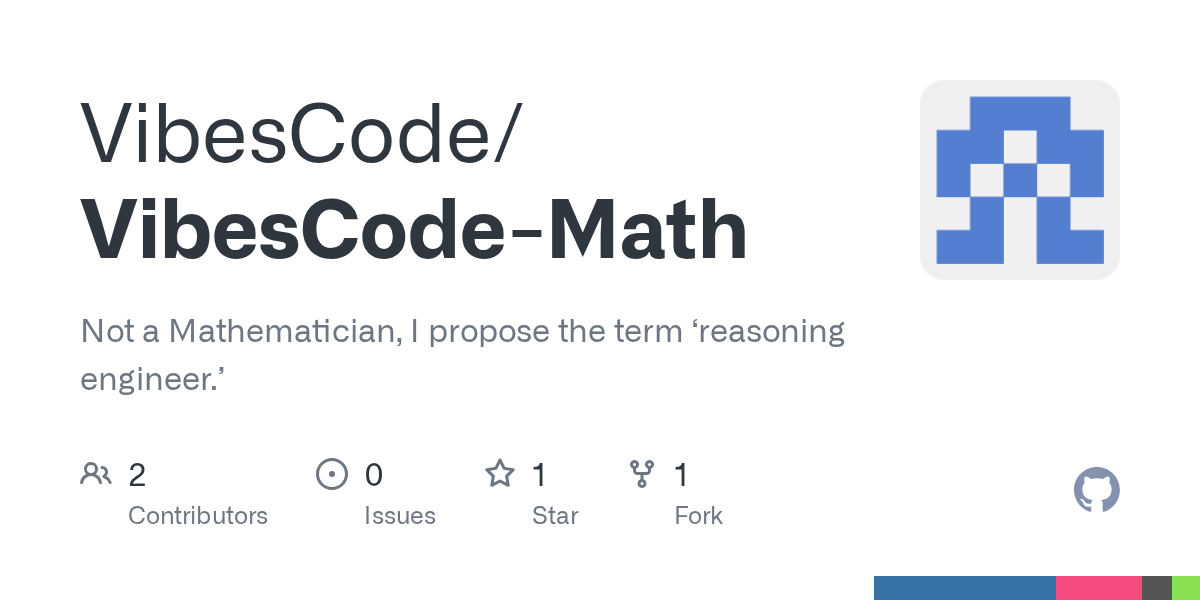 VibesCode/
VibesCode-Math
Not a Mathematician, I propose the term ‘reasoning
engineer.’
2 0 1 1
Contributors Issues Star Fork